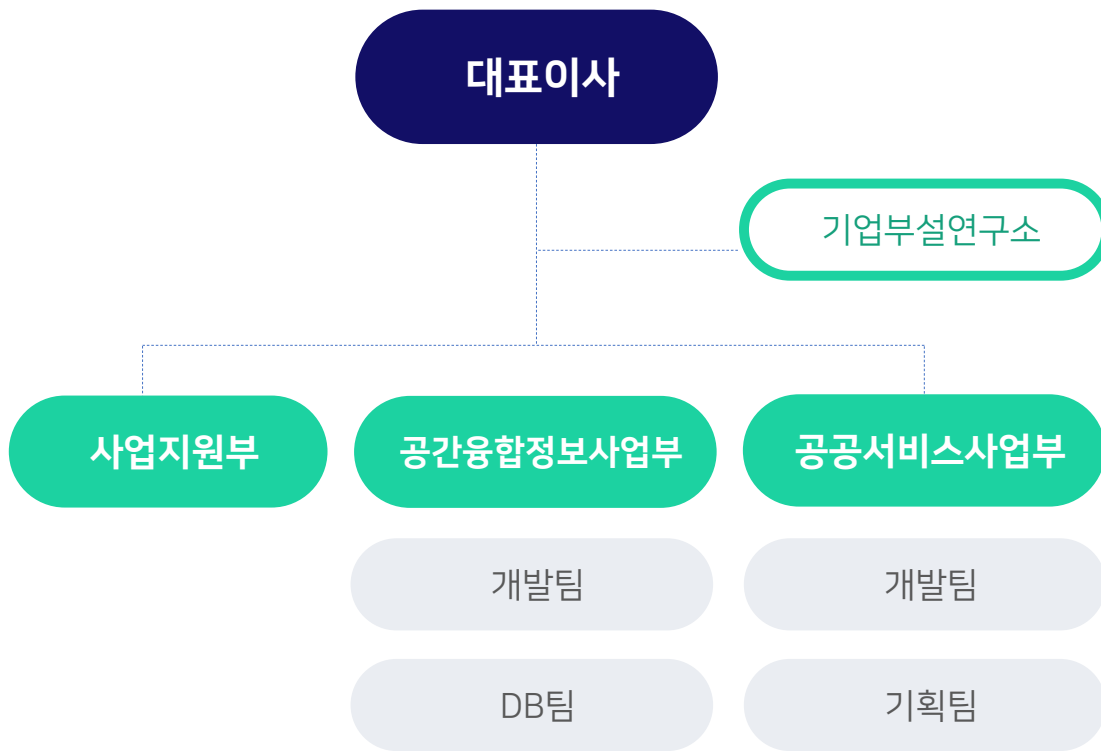 대표이사
기업부설연구소
사업지원부
공간융합정보사업부
공공서비스사업부
개발팀
개발팀
DB팀
기획팀